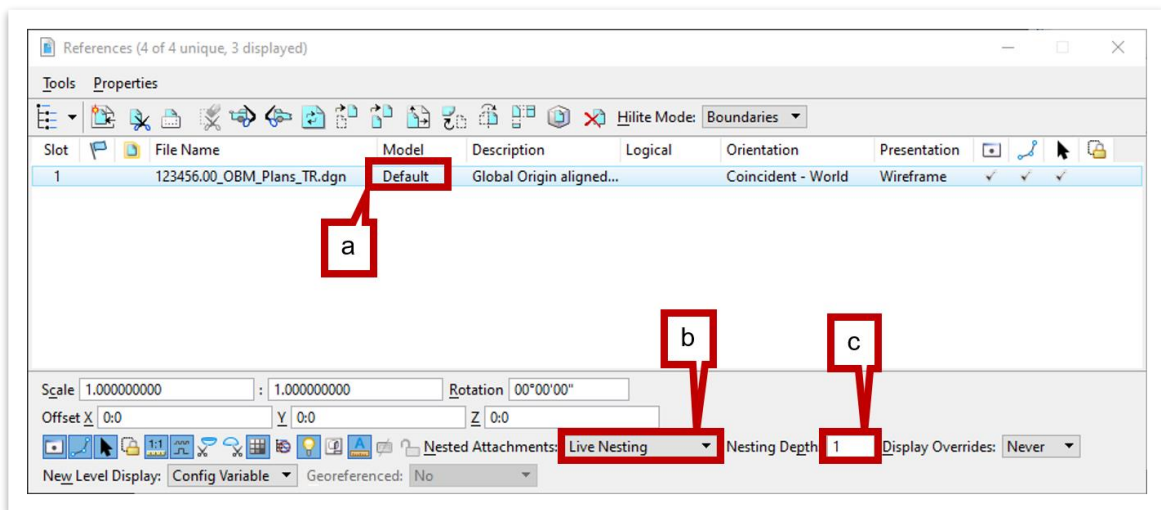 References (4 of 4 unique, 3 displayed)
Tools Properties
Hilite Mode: Boundaries
Slot File Name Model Description Logical Orientation Presentation
1 123456.00_OBM_Plans_TR.dgn Default Global Origin aligned... Coincident - World Wireframe
a
b
c
Scale 1.000000000 : 1.000000000 Rotation 00°00'00"
Offset X 0:0 Y 0:0 Z 0:0
1:1 A Nested Attachments: Live Nesting Nesting Depth 1 Display Overrides: Never
New Level Display: Config Variable Georeferenced: No